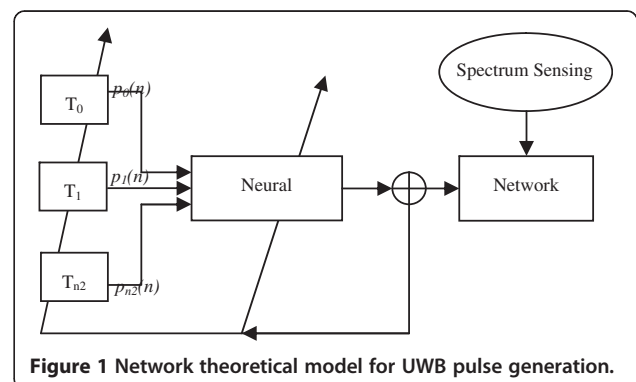 Spectrum Sensing
T₀
p₀(n)
T₁
p₁(n)
Neural
Network
Tₙ₂
pₙ₂(n)
Figure 1 Network theoretical model for UWB pulse generation.